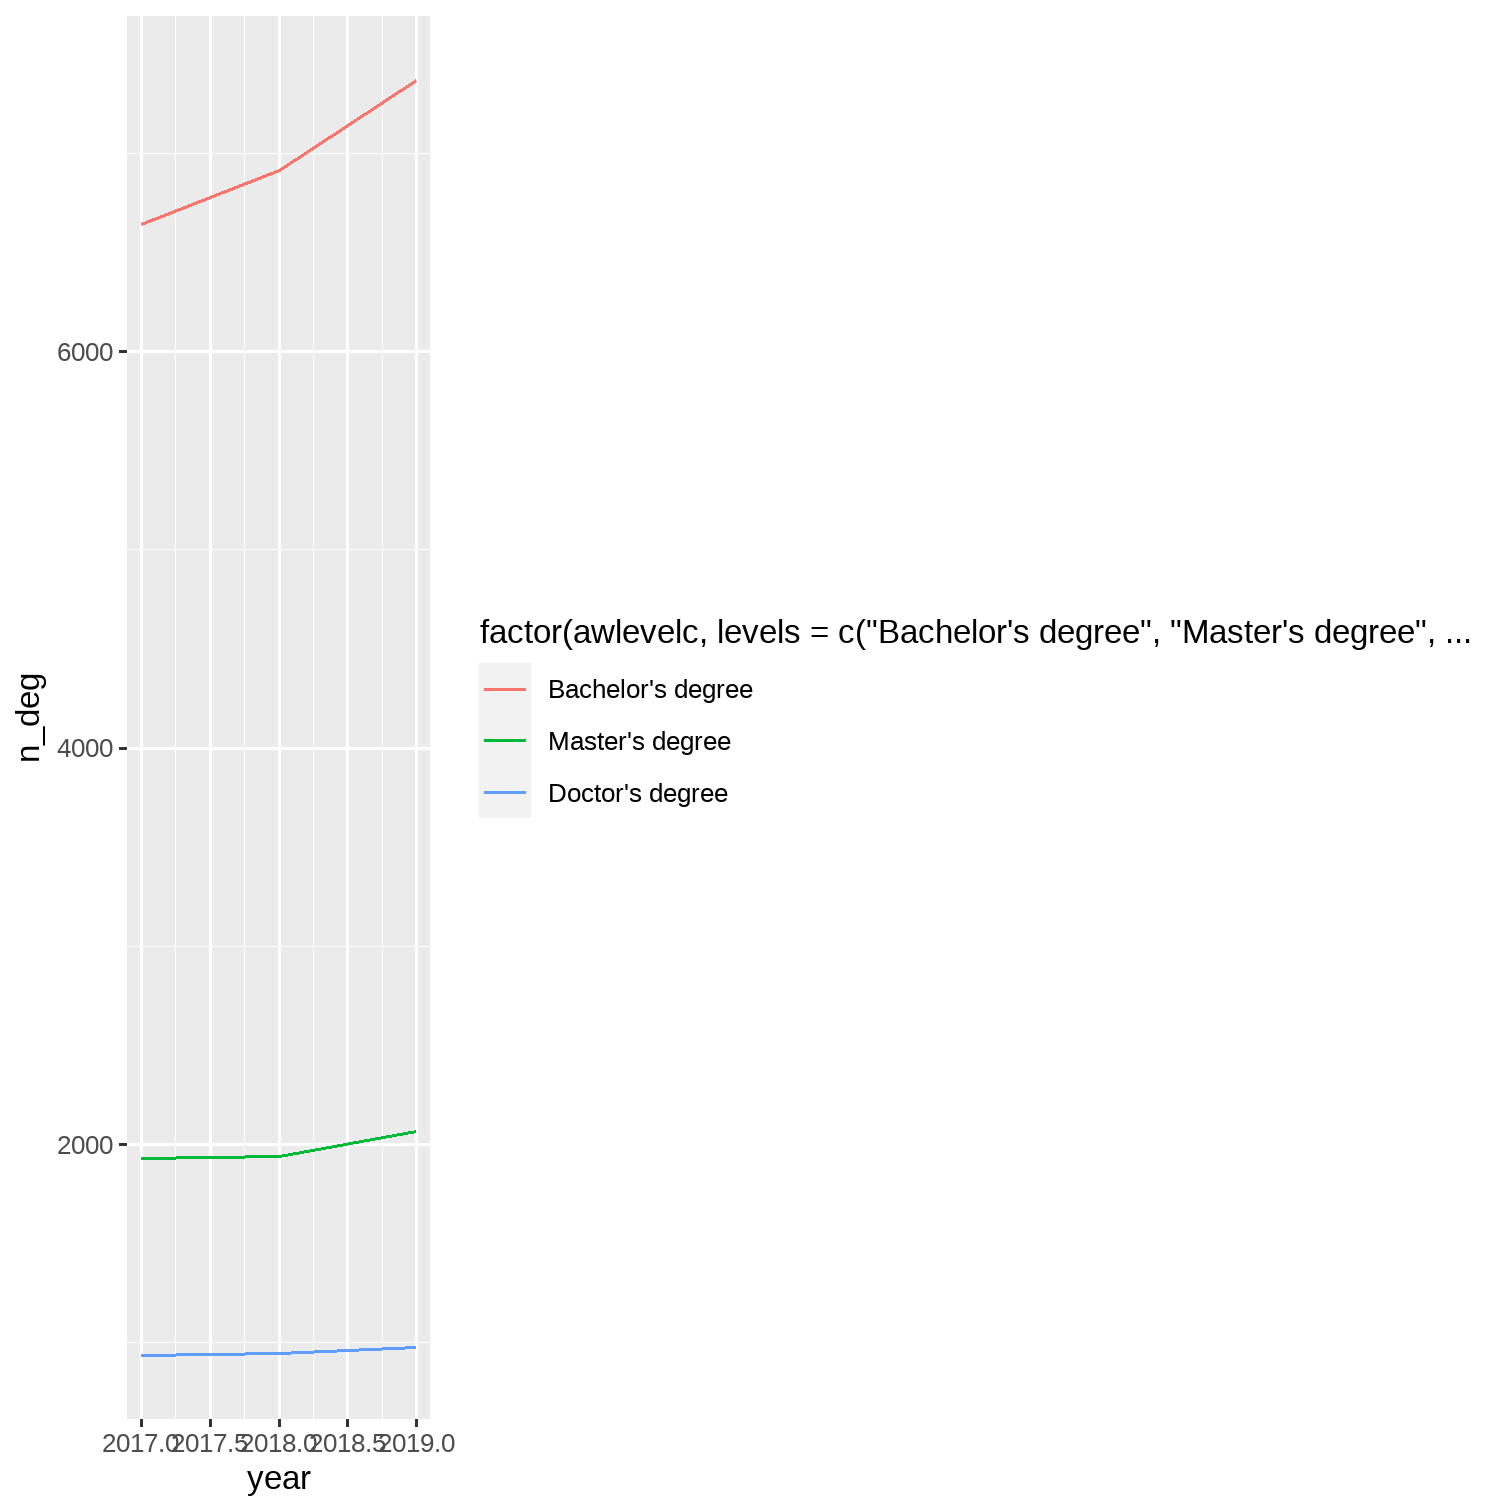 n_deg
6000
4000
2000
2017.0 2017.5 2018.0 2018.5 2019.0
year
factor(awlevelc, levels = c("Bachelor's degree", "Master's degree", ...
Bachelor's degree
Master's degree
Doctor's degree